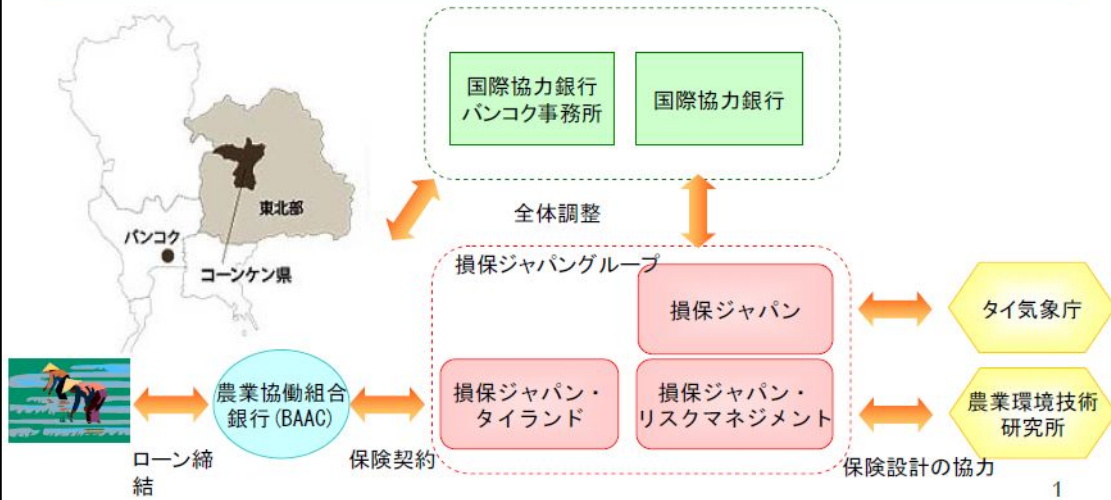 国際協力銀行
バンコク事務所
国際協力銀行
東北部
バンコク
コーンケン県
全体調整
損保ジャパングループ
損保ジャパン
タイ気象庁
農業協働組合
銀行(BAAC)
損保ジャパン・
タイランド
損保ジャパン・
リスクマネジメント
農業環境技術
研究所
ローン締
結
保険契約
保険設計の協力
1